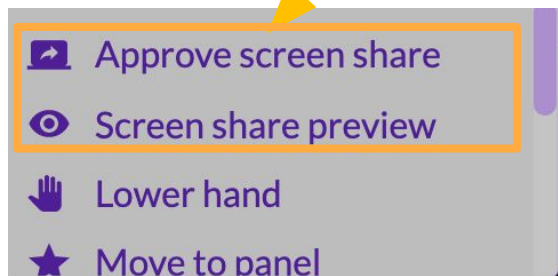 Approve screen share
Screen share preview
Lower hand
Move to panel